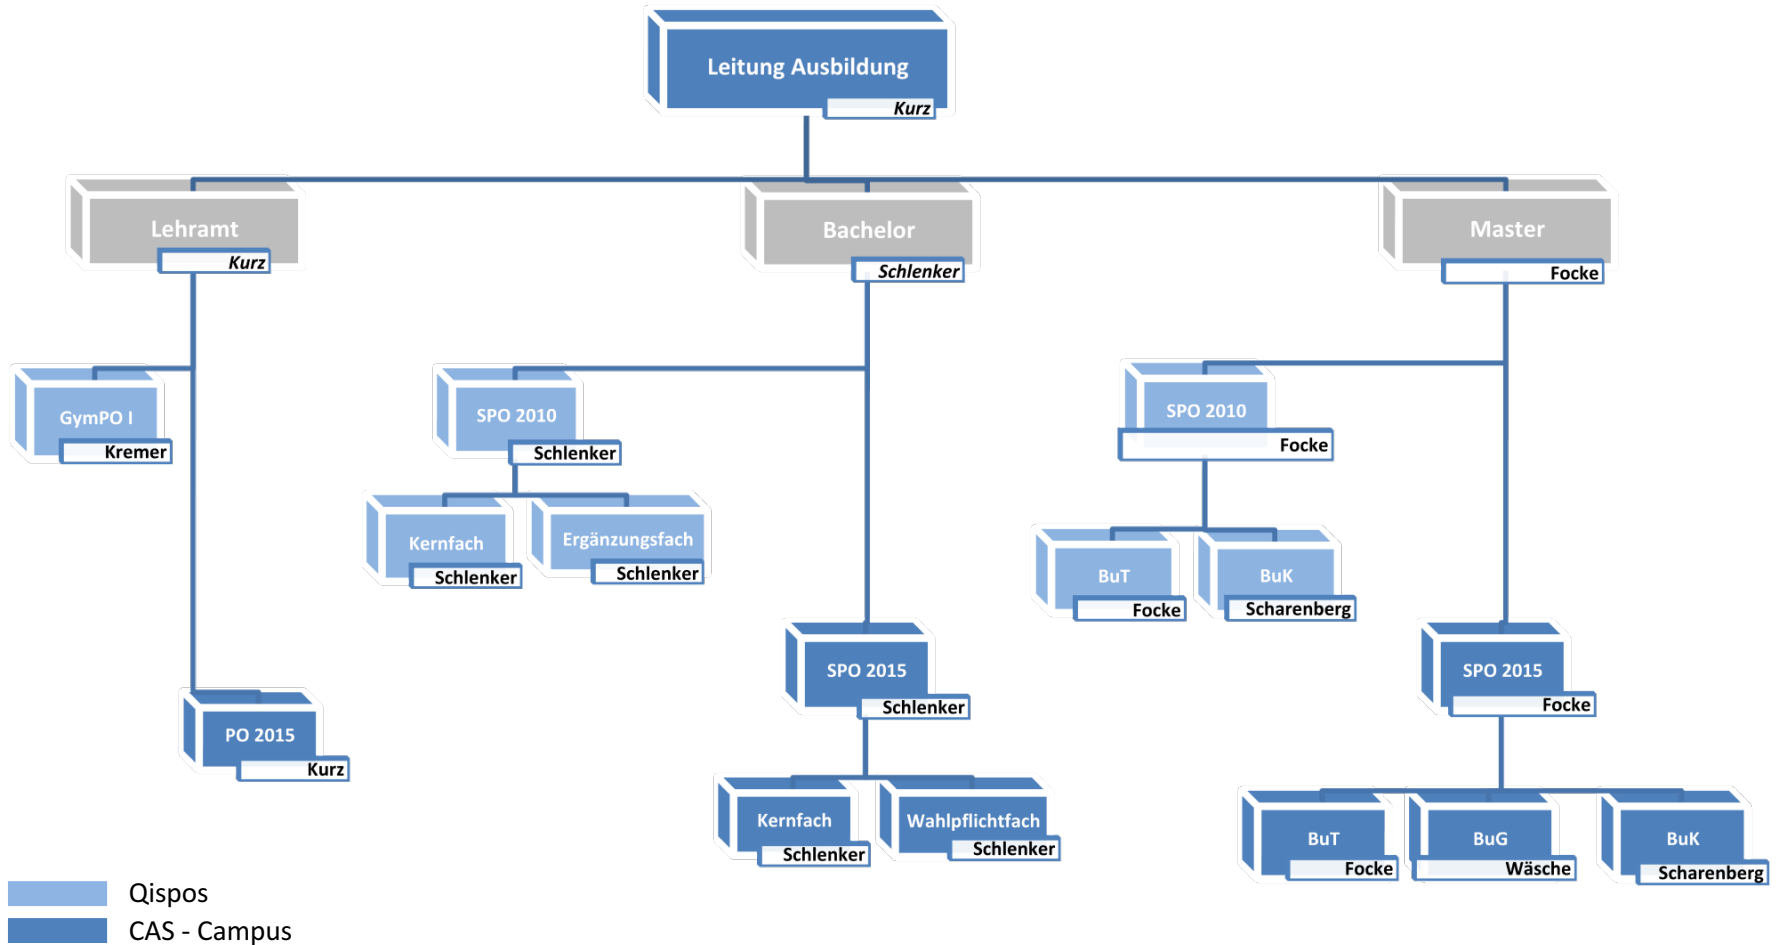 Leitung Ausbildung
Kurz
Lehramt
Kurz
Bachelor
Schlenker
Master
Focke
GymPO I
Kremer
SPO 2010
Schlenker
SPO 2010
Focke
Kernfach
Schlenker
Ergänzungsfach
Schlenker
BuT
Focke
BuK
Scharenberg
PO 2015
Kurz
SPO 2015
Schlenker
SPO 2015
Focke
Kernfach
Schlenker
Wahlpflichtfach
Schlenker
BuT
Focke
BuG
Wäsche
BuK
Scharenberg
Qispos
CAS - Campus